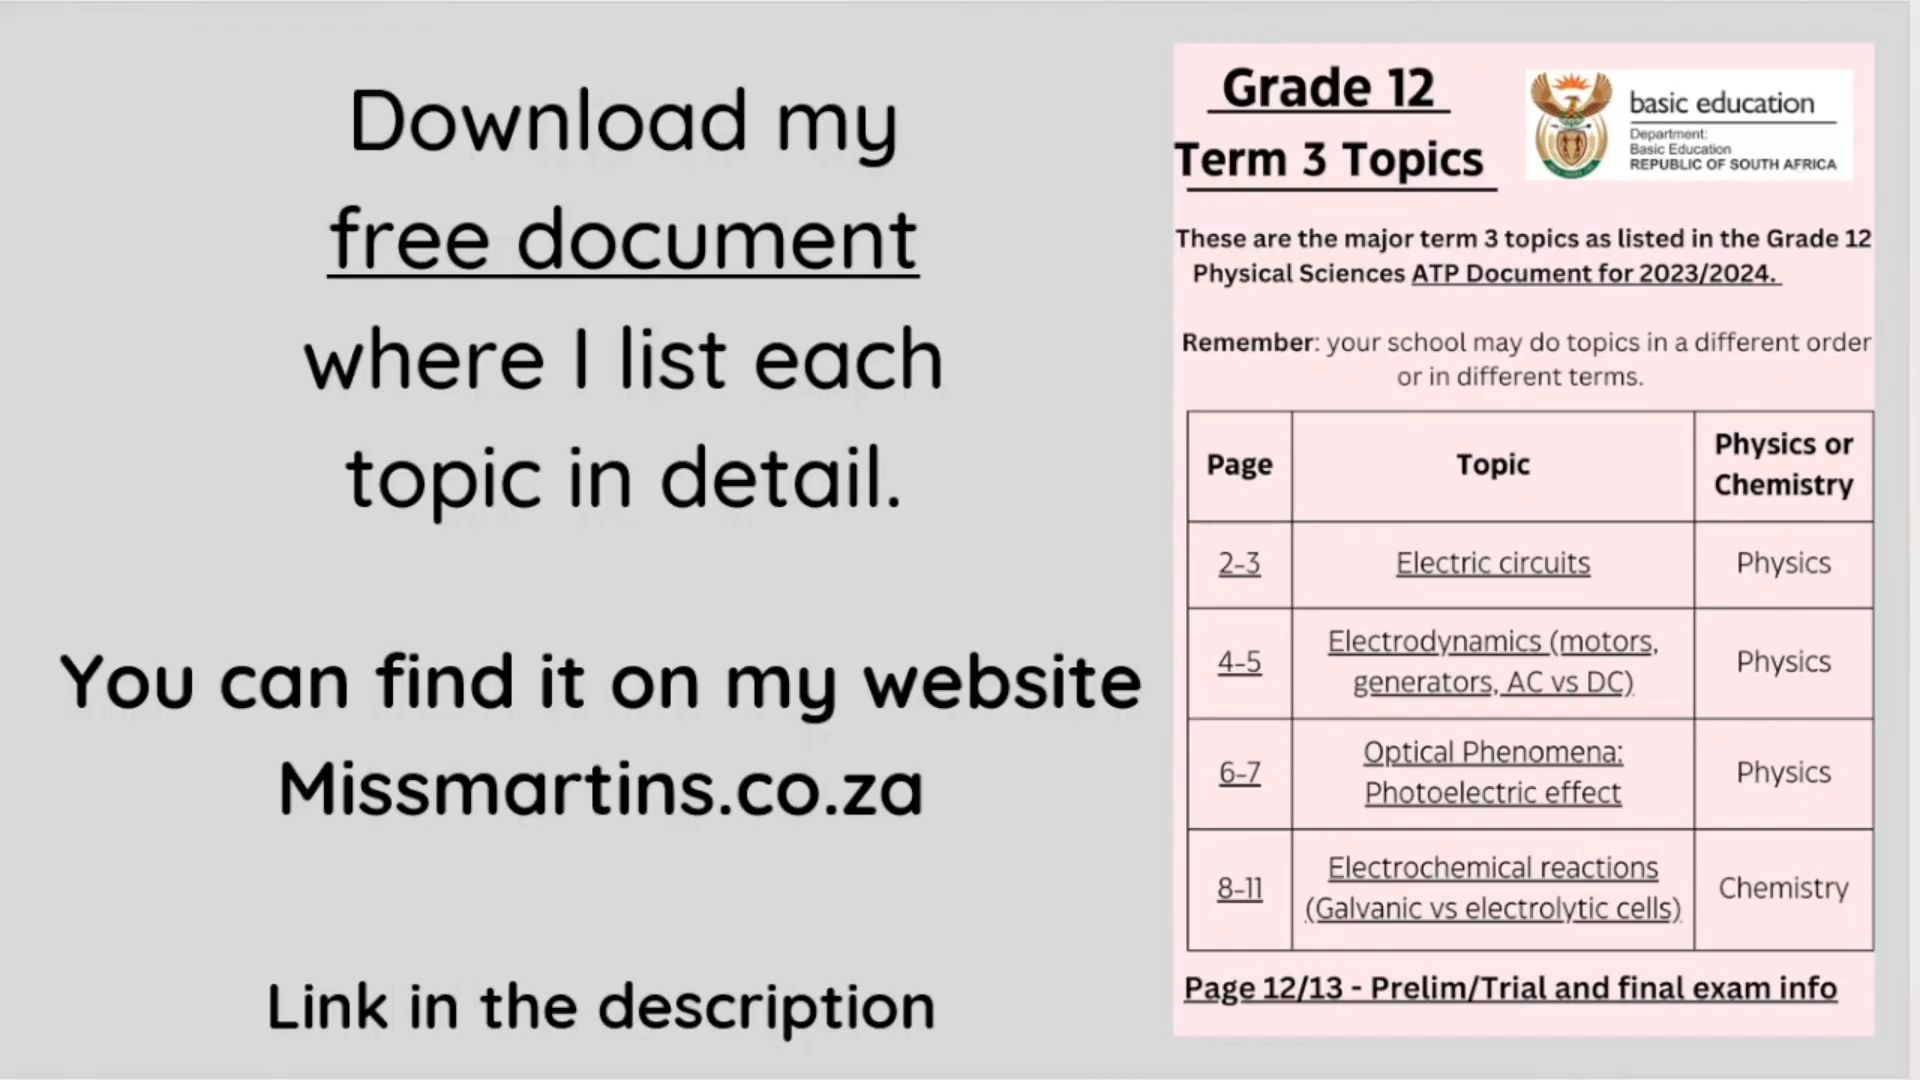 Download my
free document
where I list each
topic in detail.
You can find it on my website
Missmartins.co.za
Link in the description
Grade 12
Term 3 Topics
basic education
Department:
Basic Education
REPUBLIC OF SOUTH AFRICA
These are the major term 3 topics as listed in the Grade 12
Physical Sciences ATP Document for 2023/2024.
Remember: your school may do topics in a different order
or in different terms.
Page Topic Physics or
Chemistry
2-3 Electric circuits Physics
4-5 Electrodynamics (motors,
generators, AC vs DC) Physics
6-7 Optical Phenomena:
Photoelectric effect Physics
8-11 Electrochemical reactions
(Galvanic vs electrolytic cells) Chemistry
Page 12/13 - Prelim/Trial and final exam info